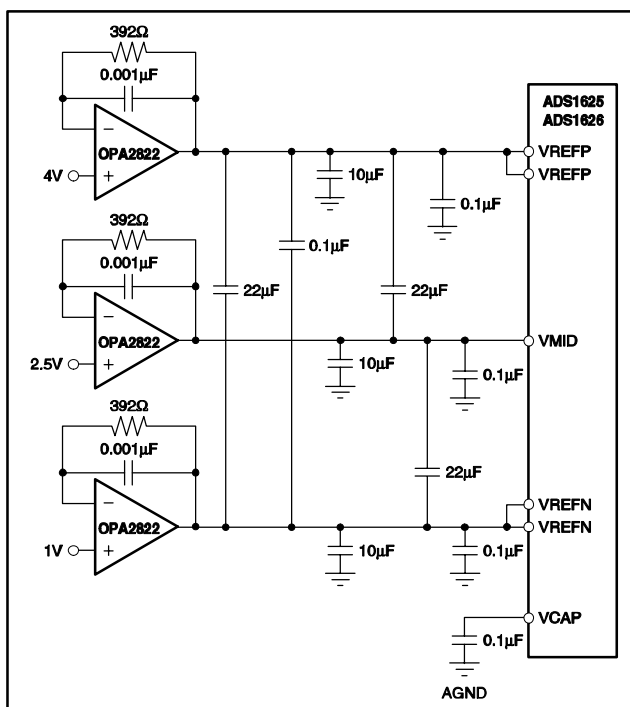 392Ω
0.001µF
OPA2822
4V
ADS1625
ADS1626
VREFP
VREFP
10µF
0.1µF
0.1µF
392Ω
0.001µF
22µF
22µF
OPA2822
2.5V
VMID
10µF
0.1µF
392Ω
0.001µF
22µF
OPA2822
1V
VREFN
VREFN
10µF
0.1µF
VCAP
0.1µF
AGND